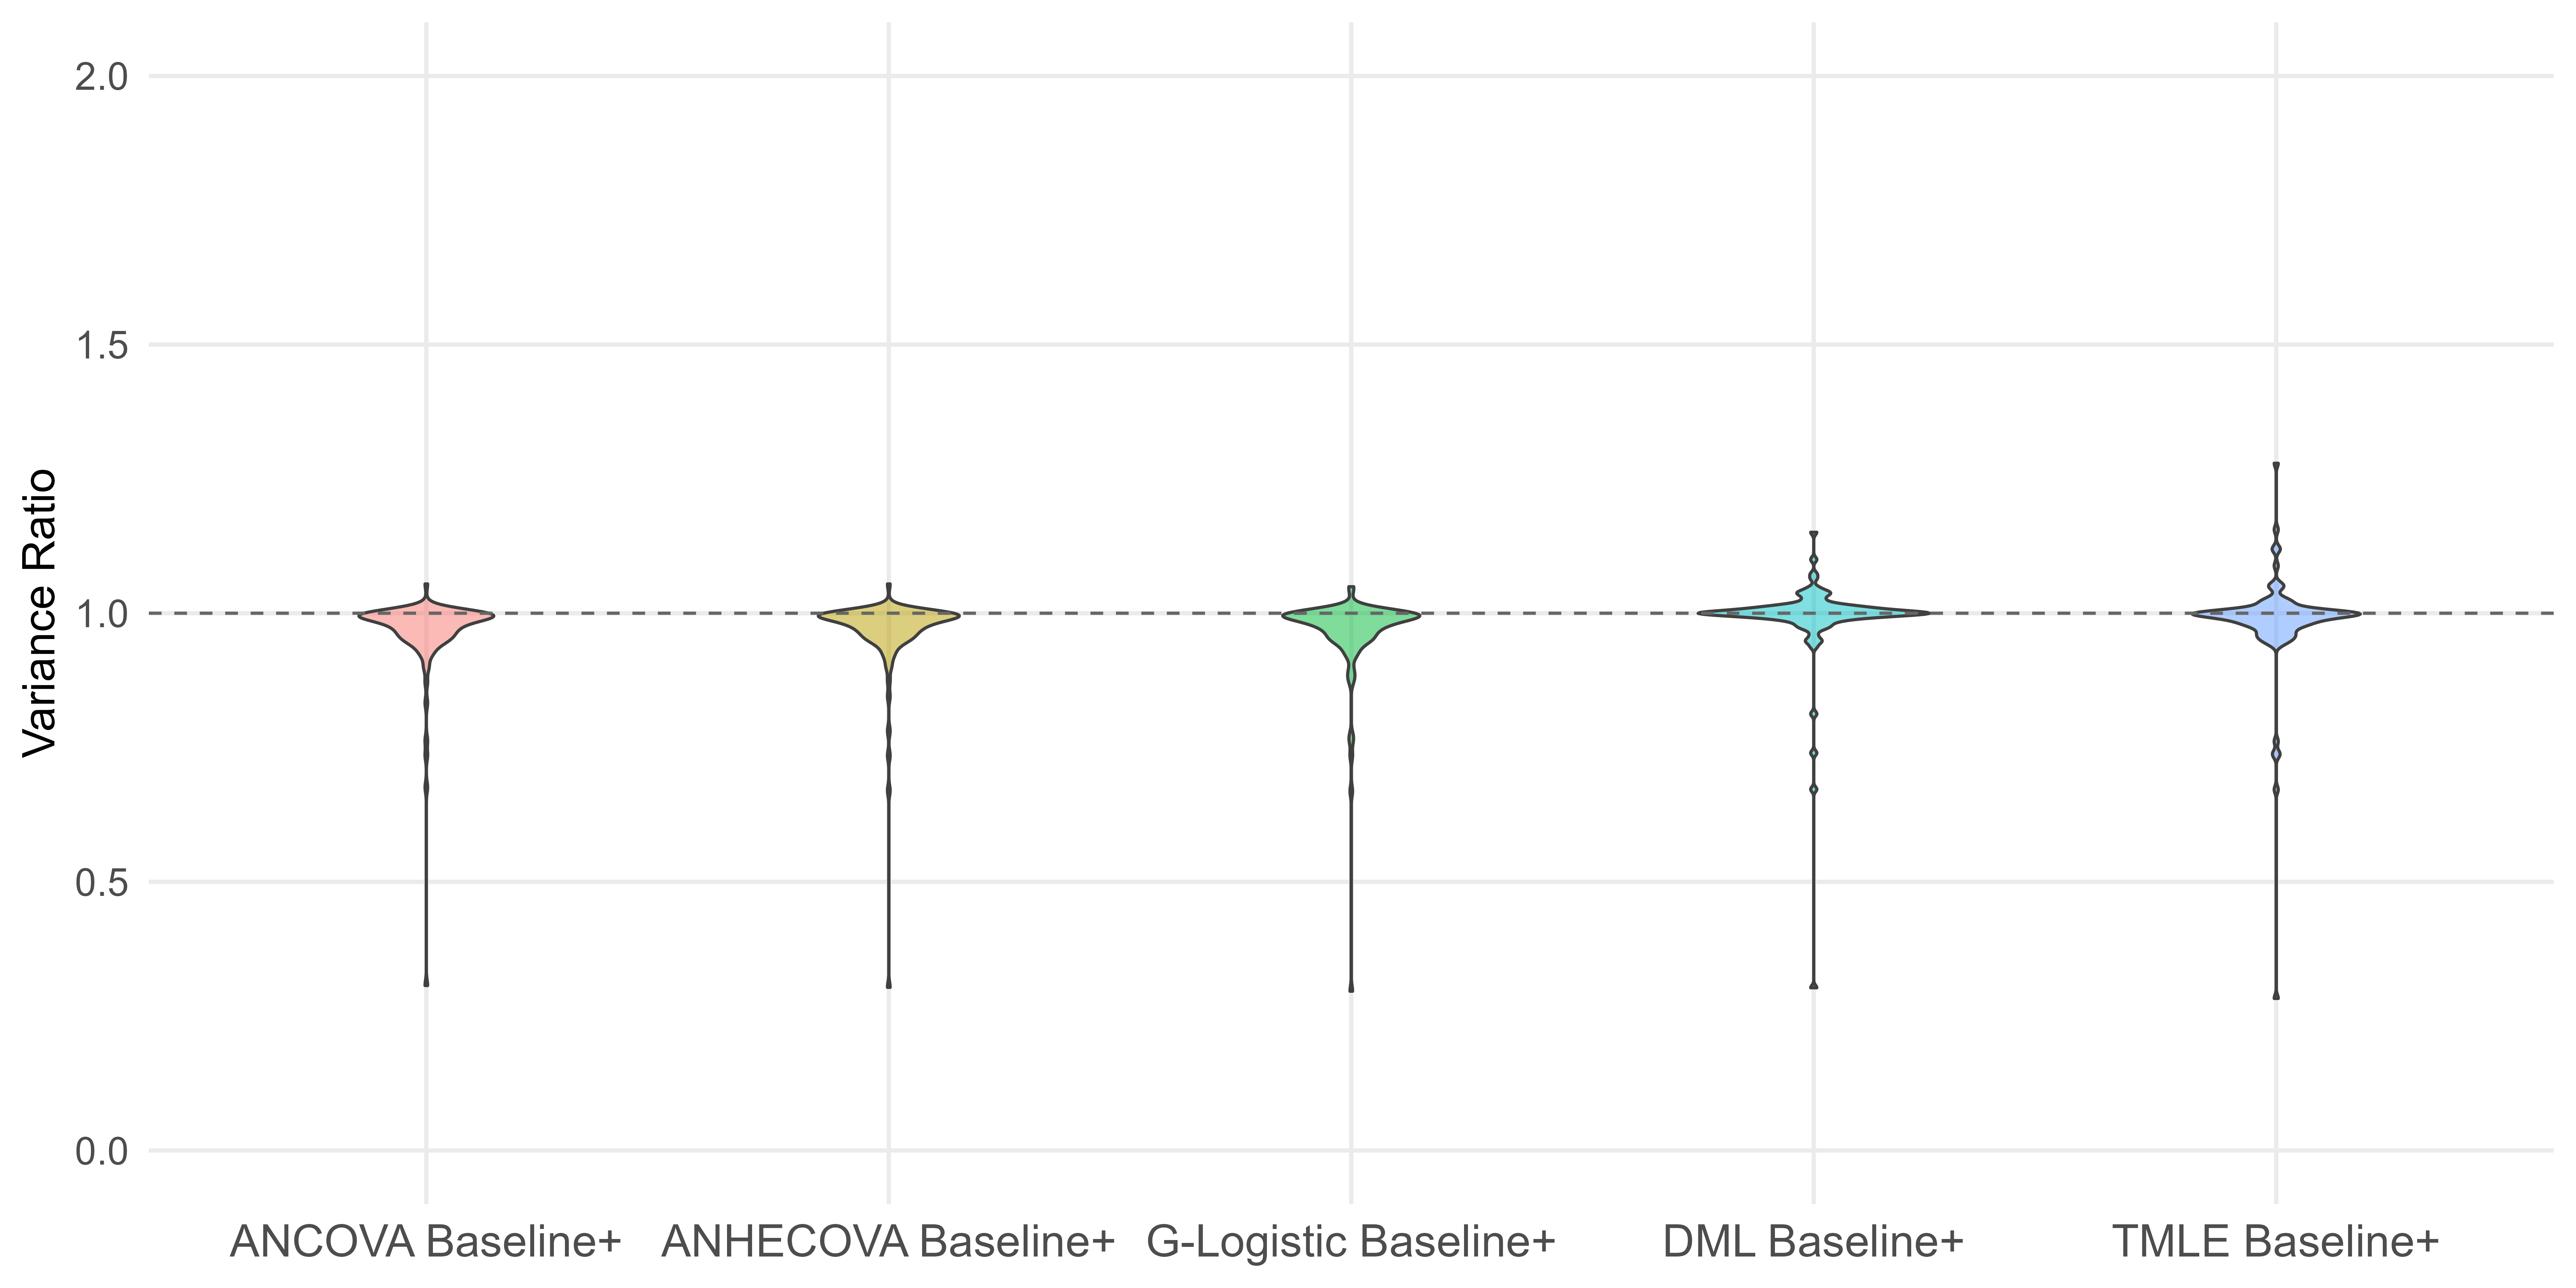 Variance Ratio
2.0
1.5
1.0
0.5
0.0
ANCOVA Baseline+
ANHECOVA Baseline+
G-Logistic Baseline+
DML Baseline+
TMLE Baseline+